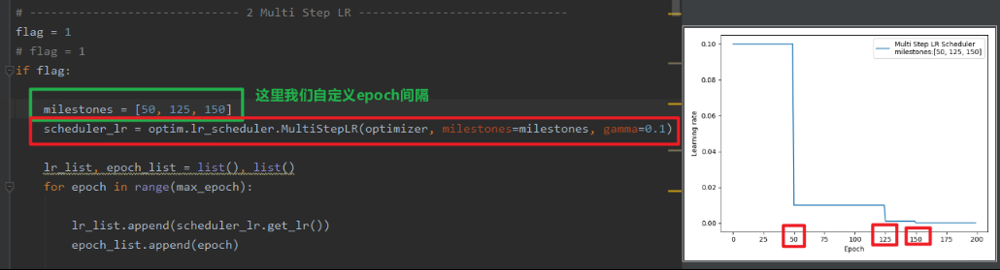 # ---------------------------- 2 Multi Step LR ----------------------------
flag = 1
# flag = 1
if flag:
这里我们自定义epoch间隔
milestones = [50, 125, 150]
scheduler_lr = optim.lr_scheduler.MultiStepLR(optimizer, milestones=milestones, gamma=0.1)
lr_list, epoch_list = list(), list()
for epoch in range(max_epoch):
lr_list.append(scheduler_lr.get_lr())
epoch_list.append(epoch)
Multi Step LR Scheduler
milestones:[50, 125, 150]
0.10
0.08
0.06
0.04
0.02
0.00
Learning rate
0 25 50 75 100 125 150 175 200
Epoch